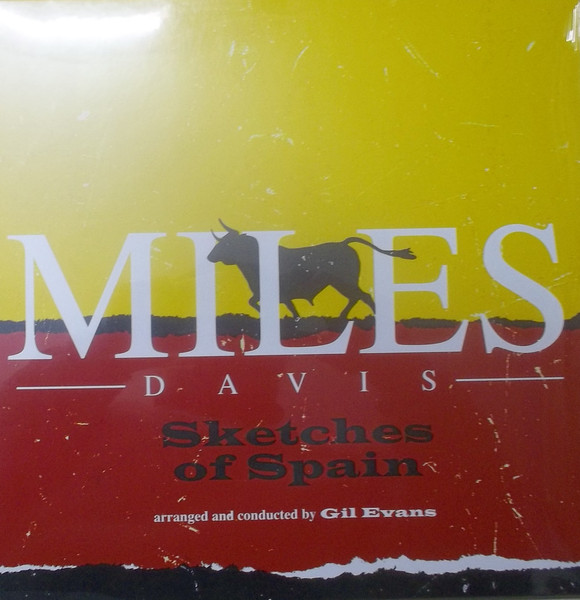 MILES
DAVIS
Sketches
of Spain
arranged and conducted by Gil Evans